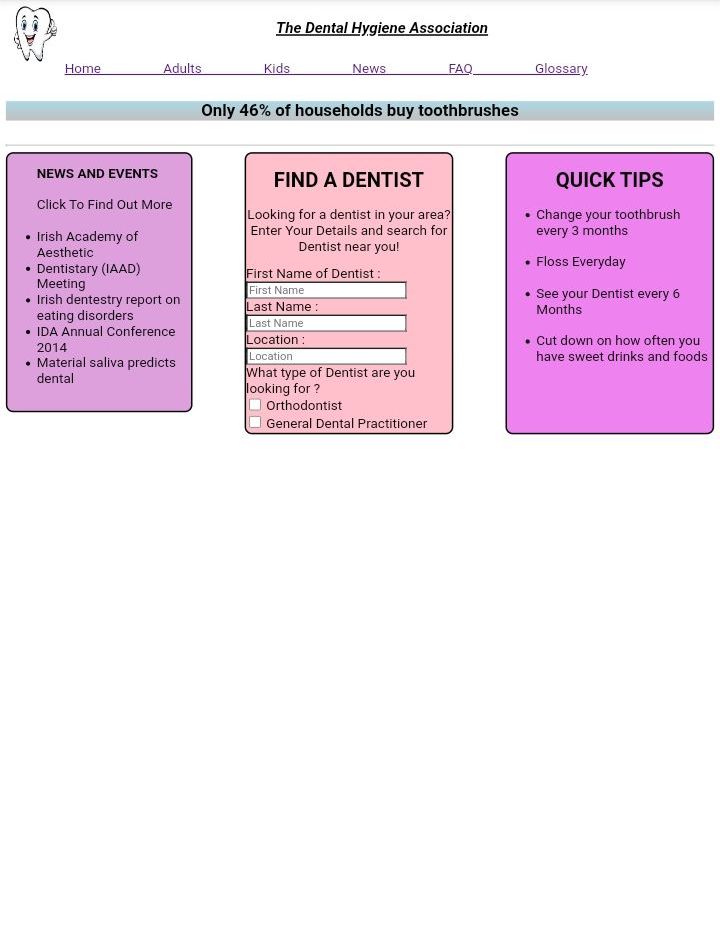 The Dental Hygiene Association
Home Adults Kids News FAQ Glossary
Only 46% of households buy toothbrushes
NEWS AND EVENTS
Click To Find Out More
Irish Academy of
Aesthetic
Dentistary (IAAD)
Meeting
Irish dentestry report on
eating disorders
IDA Annual Conference
2014
Material saliva predicts
dental
FIND A DENTIST
Looking for a dentist in your area?
Enter Your Details and search for
Dentist near you!
First Name of Dentist :
First Name
Last Name :
Last Name
Location :
Location
What type of Dentist are you
looking for ?
Orthodontist
General Dental Practitioner
QUICK TIPS
Change your toothbrush
every 3 months
Floss Everyday
See your Dentist every 6
Months
Cut down on how often you
have sweet drinks and foods